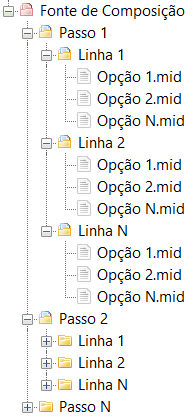 Fonte de Composição
Passo 1
Linha 1
Opção 1.mid
Opção 2.mid
Opção N.mid
Linha 2
Opção 1.mid
Opção 2.mid
Opção N.mid
Linha N
Opção 1.mid
Opção 2.mid
Opção N.mid
Passo 2
Linha 1
Linha 2
Linha N
Passo N